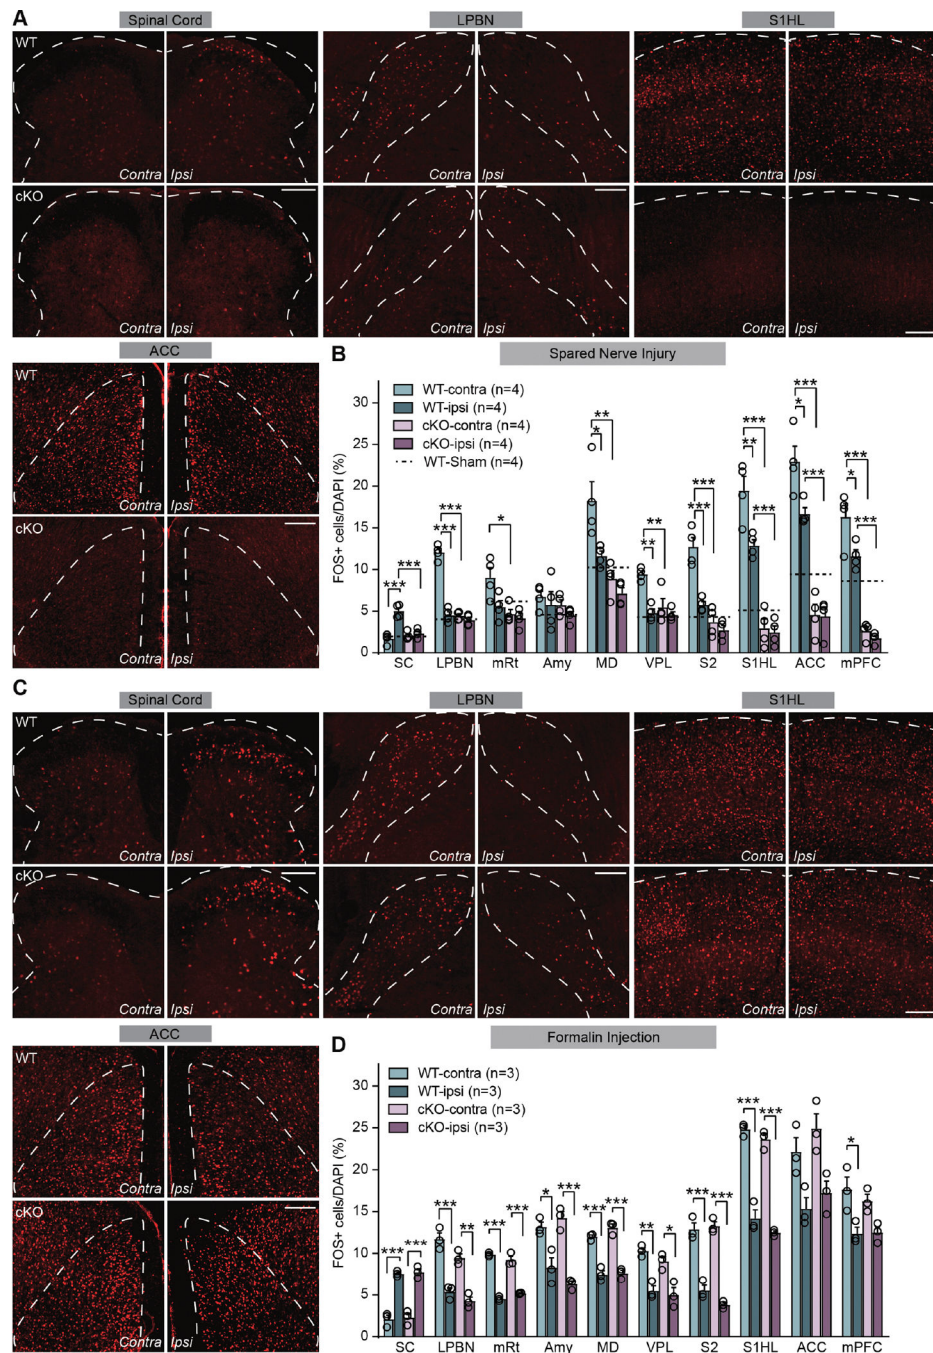 A
Spinal Cord
LPBN
S1HL
WT
Contra
Ipsi
Contra
Ipsi
Contra
Ipsi
cKO
Contra
Ipsi
Contra
Ipsi
Contra
Ipsi
ACC
WT
Contra
Ipsi
cKO
Contra
Ipsi
B
Spared Nerve Injury
WT-contra (n=4)
WT-ipsi (n=4)
cKO-contra (n=4)
cKO-ipsi (n=4)
WT-Sham (n=4)
FOS+ cells/DAPI (%)
30
25
20
15
10
5
0
*** *** *** *** * ** * ** ** *** *** *** ** *** *** * *** *** * ***
SC LPBN mRt Amy MD VPL S2 S1HL ACC mPFC
C
Spinal Cord
LPBN
S1HL
WT
Contra
Ipsi
Contra
Ipsi
Contra
Ipsi
cKO
Contra
Ipsi
Contra
Ipsi
Contra
Ipsi
ACC
WT
Contra
Ipsi
cKO
Contra
Ipsi
D
Formalin Injection
WT-contra (n=3)
WT-ipsi (n=3)
cKO-contra (n=3)
cKO-ipsi (n=3)
FOS+ cells/DAPI (%)
30
25
20
15
10
5
0
*** *** *** ** *** *** * *** *** *** ** * *** *** *** *** *
SC LPBN mRt Amy MD VPL S2 S1HL ACC mPFC